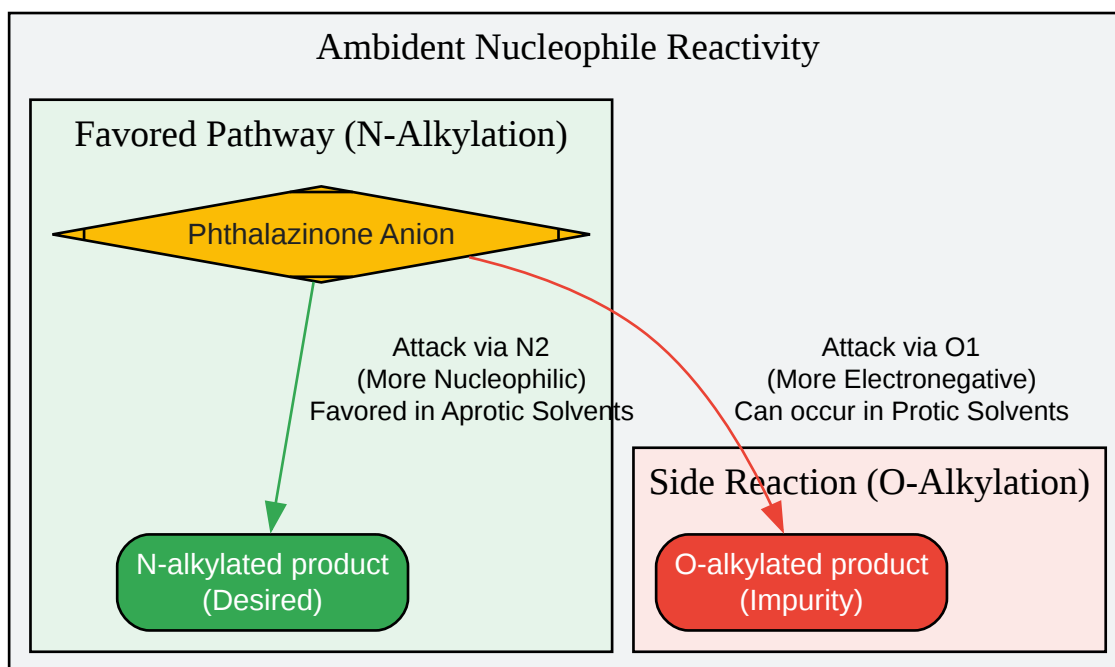 Ambident Nucleophile Reactivity
Favored Pathway (N-Alkylation)
Phthalazinone Anion
Attack via N2
(More Nucleophilic)
Favored in Aprotic Solvents
Attack via O1
(More Electronegative)
Can occur in Protic Solvents
Side Reaction (O-Alkylation)
N-alkylated product
(Desired)
O-alkylated product
(Impurity)